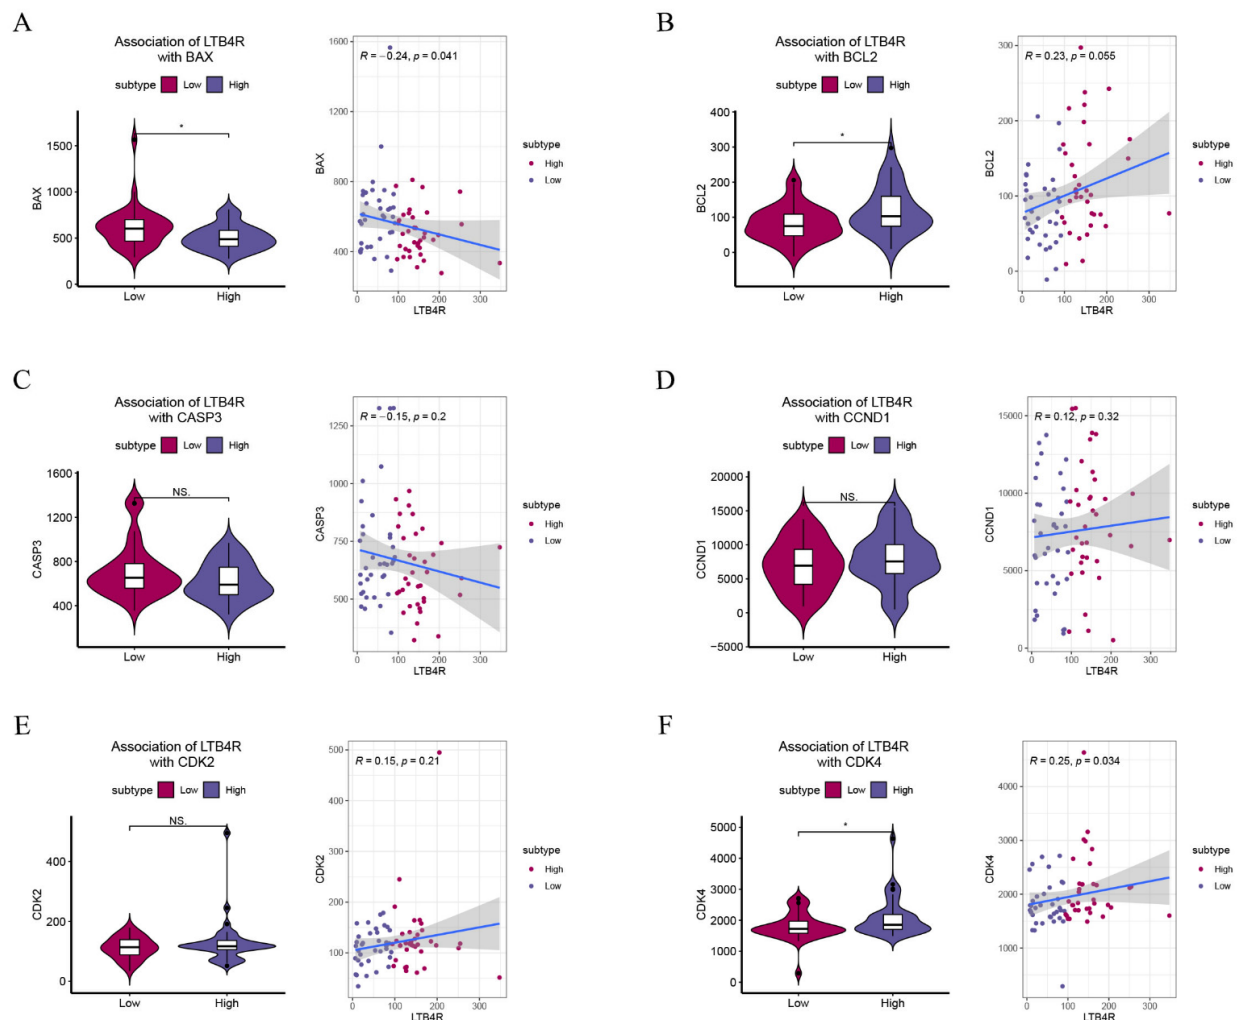 A
Association of LTB4R
with BAX
subtype Low High
*
BAX
1500
1000
500
0
Low High
R = −0.24, p = 0.041
BAX
1600
1200
800
600
400
0 100 200 300
LTB4R
subtype
High
Low
B
Association of LTB4R
with BCL2
subtype Low High
*
BCL2
400
300
200
100
0
Low High
R = 0.23, p = 0.055
BCL2
300
200
100
0
0 100 200 300
LTB4R
subtype
High
Low
C
Association of LTB4R
with CASP3
subtype Low High
NS.
CASP3
1600
1200
800
400
Low High
R = −0.15, p = 0.2
CASP3
1250
1000
750
500
0 100 200 300
LTB4R
subtype
High
Low
D
Association of LTB4R
with CCND1
subtype Low High
NS.
CCND1
20000
15000
10000
5000
0
−5000
Low High
R = 0.12, p = 0.32
CCND1
15000
10000
5000
0
0 100 200 300
LTB4R
subtype
High
Low
E
Association of LTB4R
with CDK2
subtype Low High
NS.
CDK2
400
200
0
Low High
R = 0.15, p = 0.21
CDK2
500
400
300
200
100
0 100 200 300
LTB4R
subtype
High
Low
F
Association of LTB4R
with CDK4
subtype Low High
*
CDK4
5000
4000
3000
2000
1000
0
Low High
R = 0.25, p = 0.034
CDK4
4000
3000
2000
1000
0 100 200 300
LTB4R
subtype
High
Low